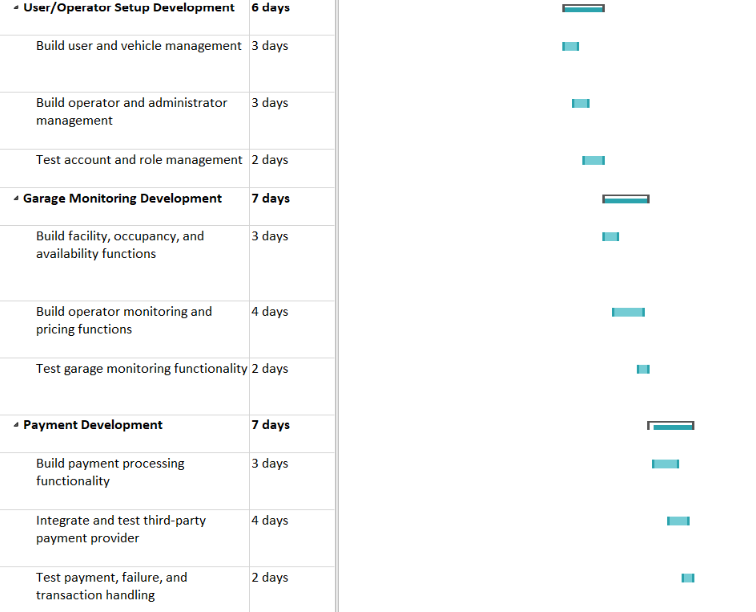 User/Operator Setup Development 6 days
Build user and vehicle management 3 days
Build operator and administrator 3 days
management
Test account and role management 2 days
Garage Monitoring Development 7 days
Build facility, occupancy, and 3 days
availability functions
Build operator monitoring and 4 days
pricing functions
Test garage monitoring functionality 2 days
Payment Development 7 days
Build payment processing 3 days
functionality
Integrate and test third-party 4 days
payment provider
Test payment, failure, and 2 days
transaction handling